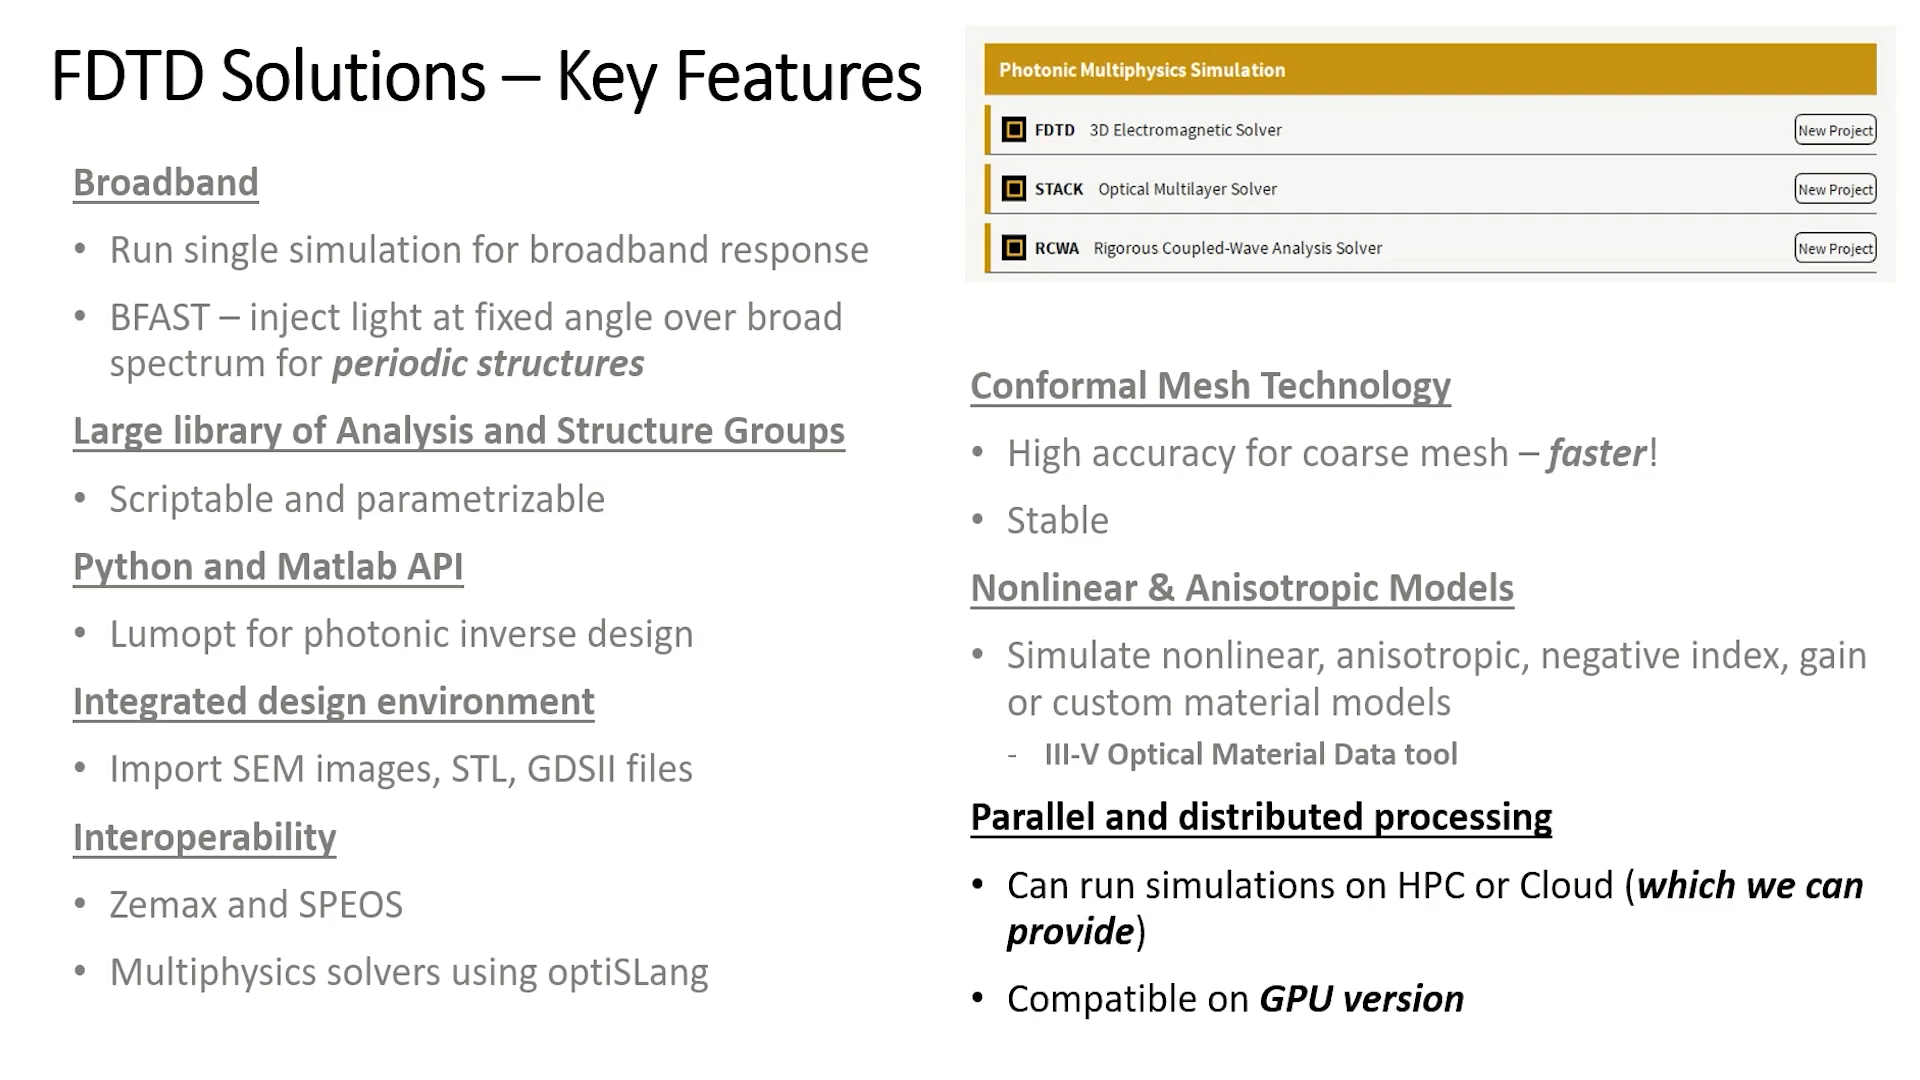 FDTD Solutions – Key Features
Broadband
• Run single simulation for broadband response
• BFAST – inject light at fixed angle over broad
spectrum for periodic structures
Large library of Analysis and Structure Groups
• Scriptable and parametrizable
Python and Matlab API
• Lumopt for photonic inverse design
Integrated design environment
• Import SEM images, STL, GDSII files
Interoperability
• Zemax and SPEOS
• Multiphysics solvers using optiSLang
Photonic Multiphysics Simulation
FDTD 3D Electromagnetic Solver New Project
STACK Optical Multilayer Solver New Project
RCWA Rigorous Coupled-Wave Analysis Solver New Project
Conformal Mesh Technology
• High accuracy for coarse mesh – faster!
• Stable
Nonlinear & Anisotropic Models
• Simulate nonlinear, anisotropic, negative index, gain
or custom material models
- III-V Optical Material Data tool
Parallel and distributed processing
• Can run simulations on HPC or Cloud (which we can
provide)
• Compatible on GPU version